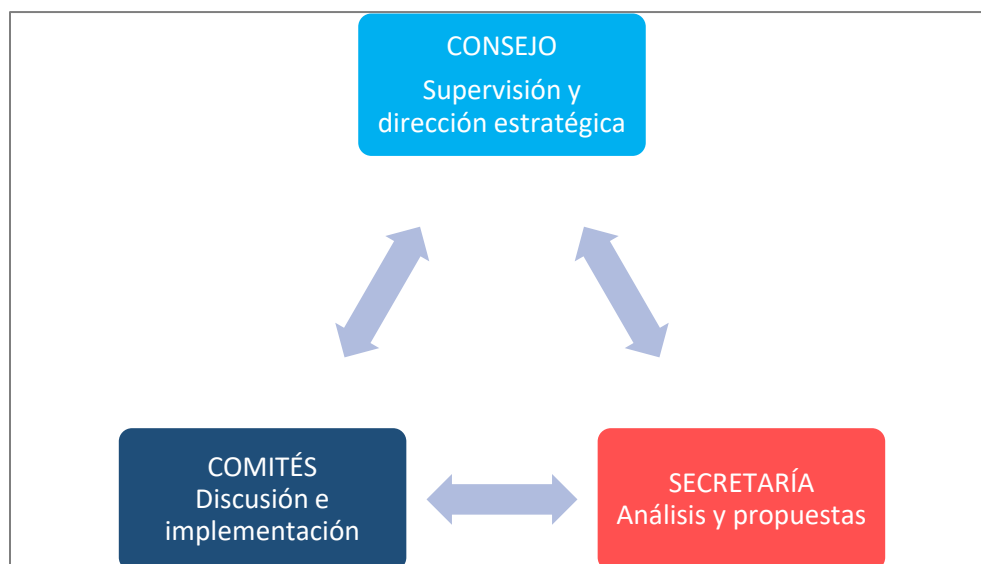 CONSEJO
Supervisión y
dirección estratégica
COMITÉS
Discusión e
implementación
SECRETARÍA
Análisis y propuestas